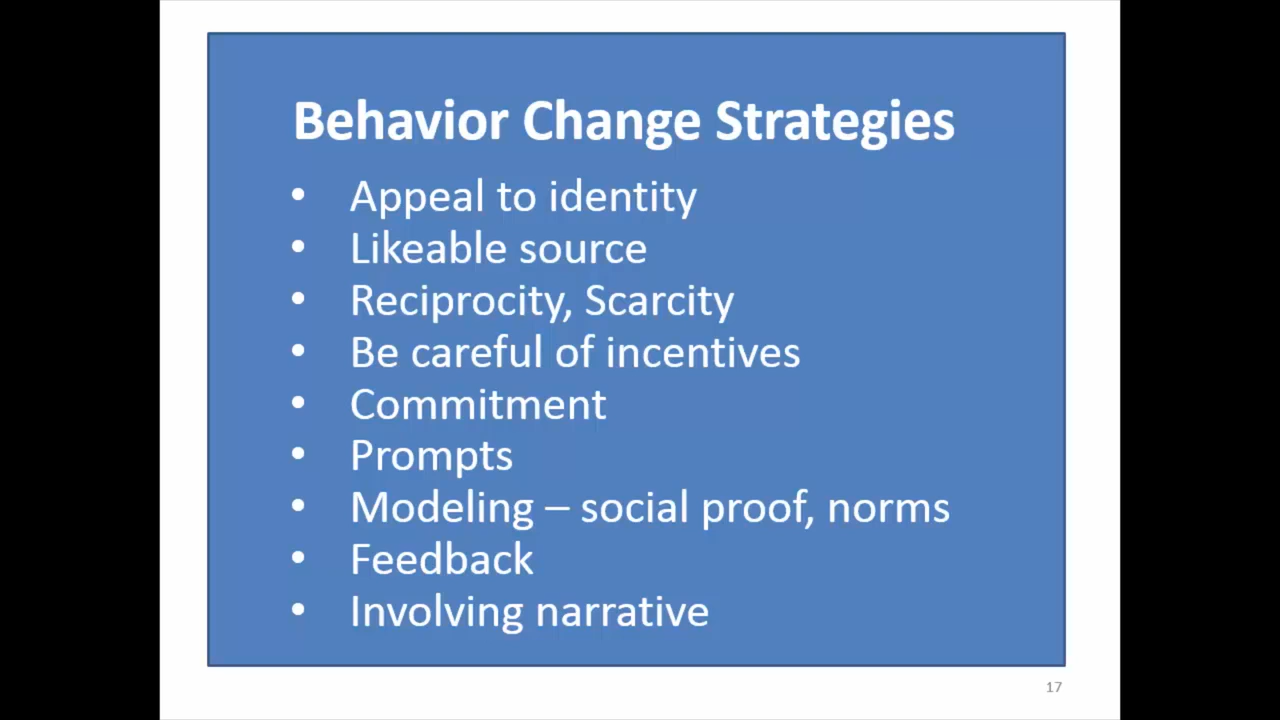 Behavior Change Strategies
• Appeal to identity
• Likeable source
• Reciprocity, Scarcity
• Be careful of incentives
• Commitment
• Prompts
• Modeling – social proof, norms
• Feedback
• Involving narrative
17